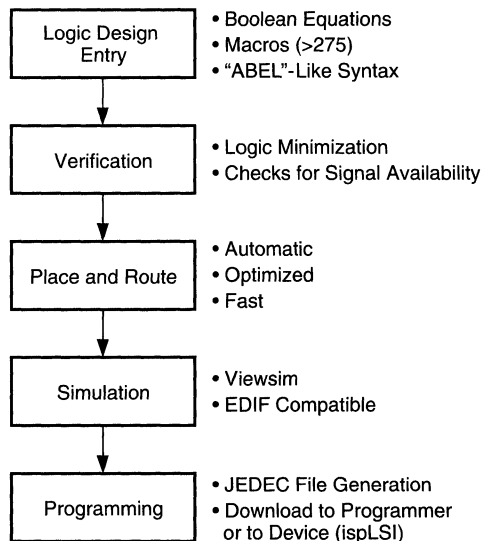 Logic Design
Entry
• Boolean Equations
• Macros (>275)
• “ABEL”-Like Syntax
Verification
• Logic Minimization
• Checks for Signal Availability
Place and Route
• Automatic
• Optimized
• Fast
Simulation
• Viewsim
• EDIF Compatible
Programming
• JEDEC File Generation
• Download to Programmer
or to Device (ispLSI)